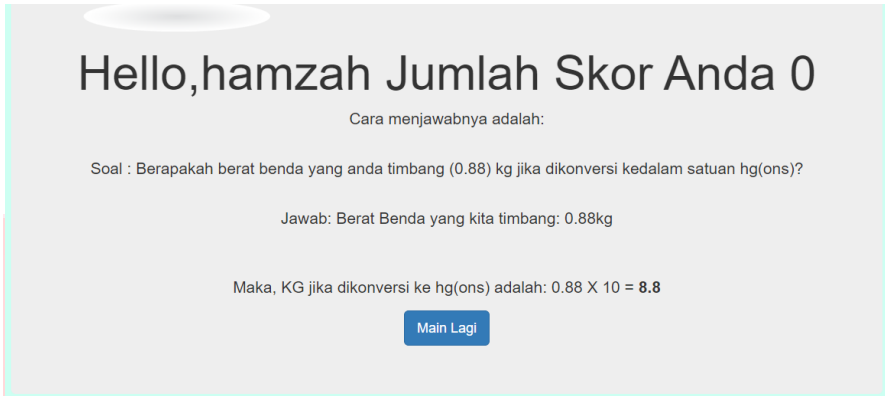 Hello,hamzah Jumlah Skor Anda 0
Cara menjawabnya adalah:
Soal : Berapakah berat benda yang anda timbang (0.88) kg jika dikonversi kedalam satuan hg(ons)?
Jawab: Berat Benda yang kita timbang: 0.88kg
Maka, KG jika dikonversi ke hg(ons) adalah: 0.88 X 10 = 8.8
Main Lagi